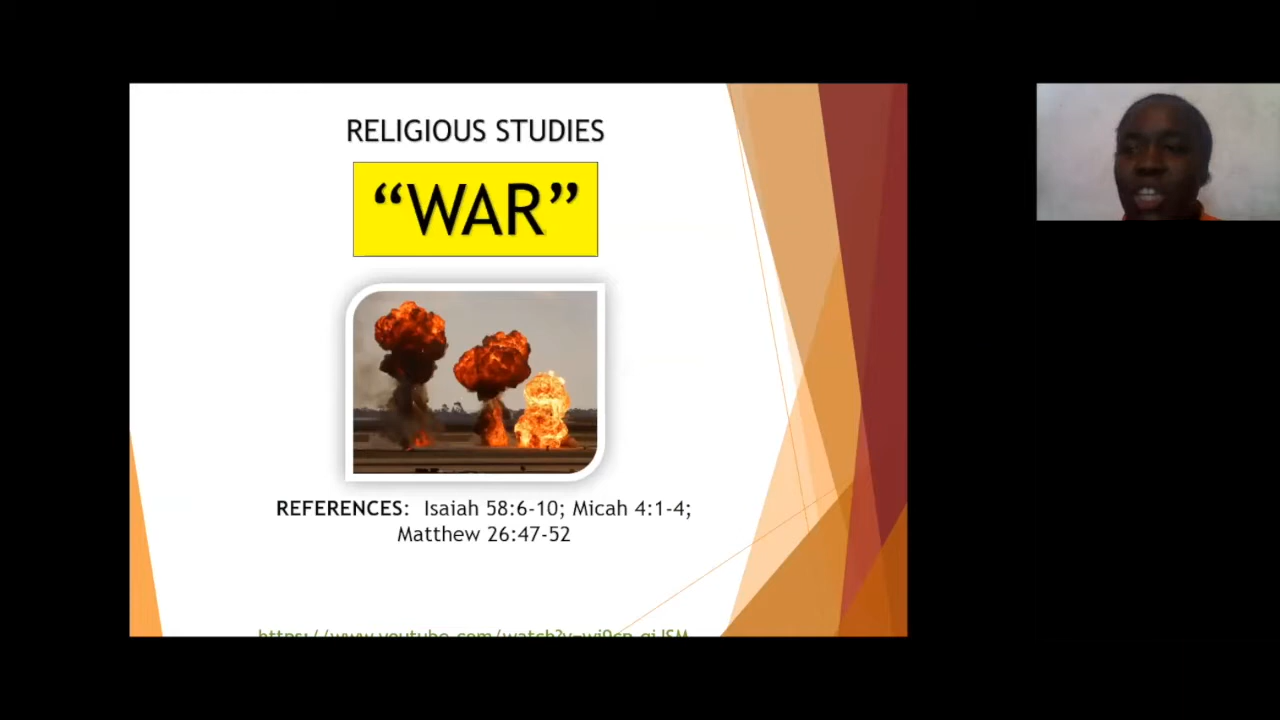 RELIGIOUS STUDIES
“WAR”
REFERENCES: Isaiah 58:6-10; Micah 4:1-4;
Matthew 26:47-52